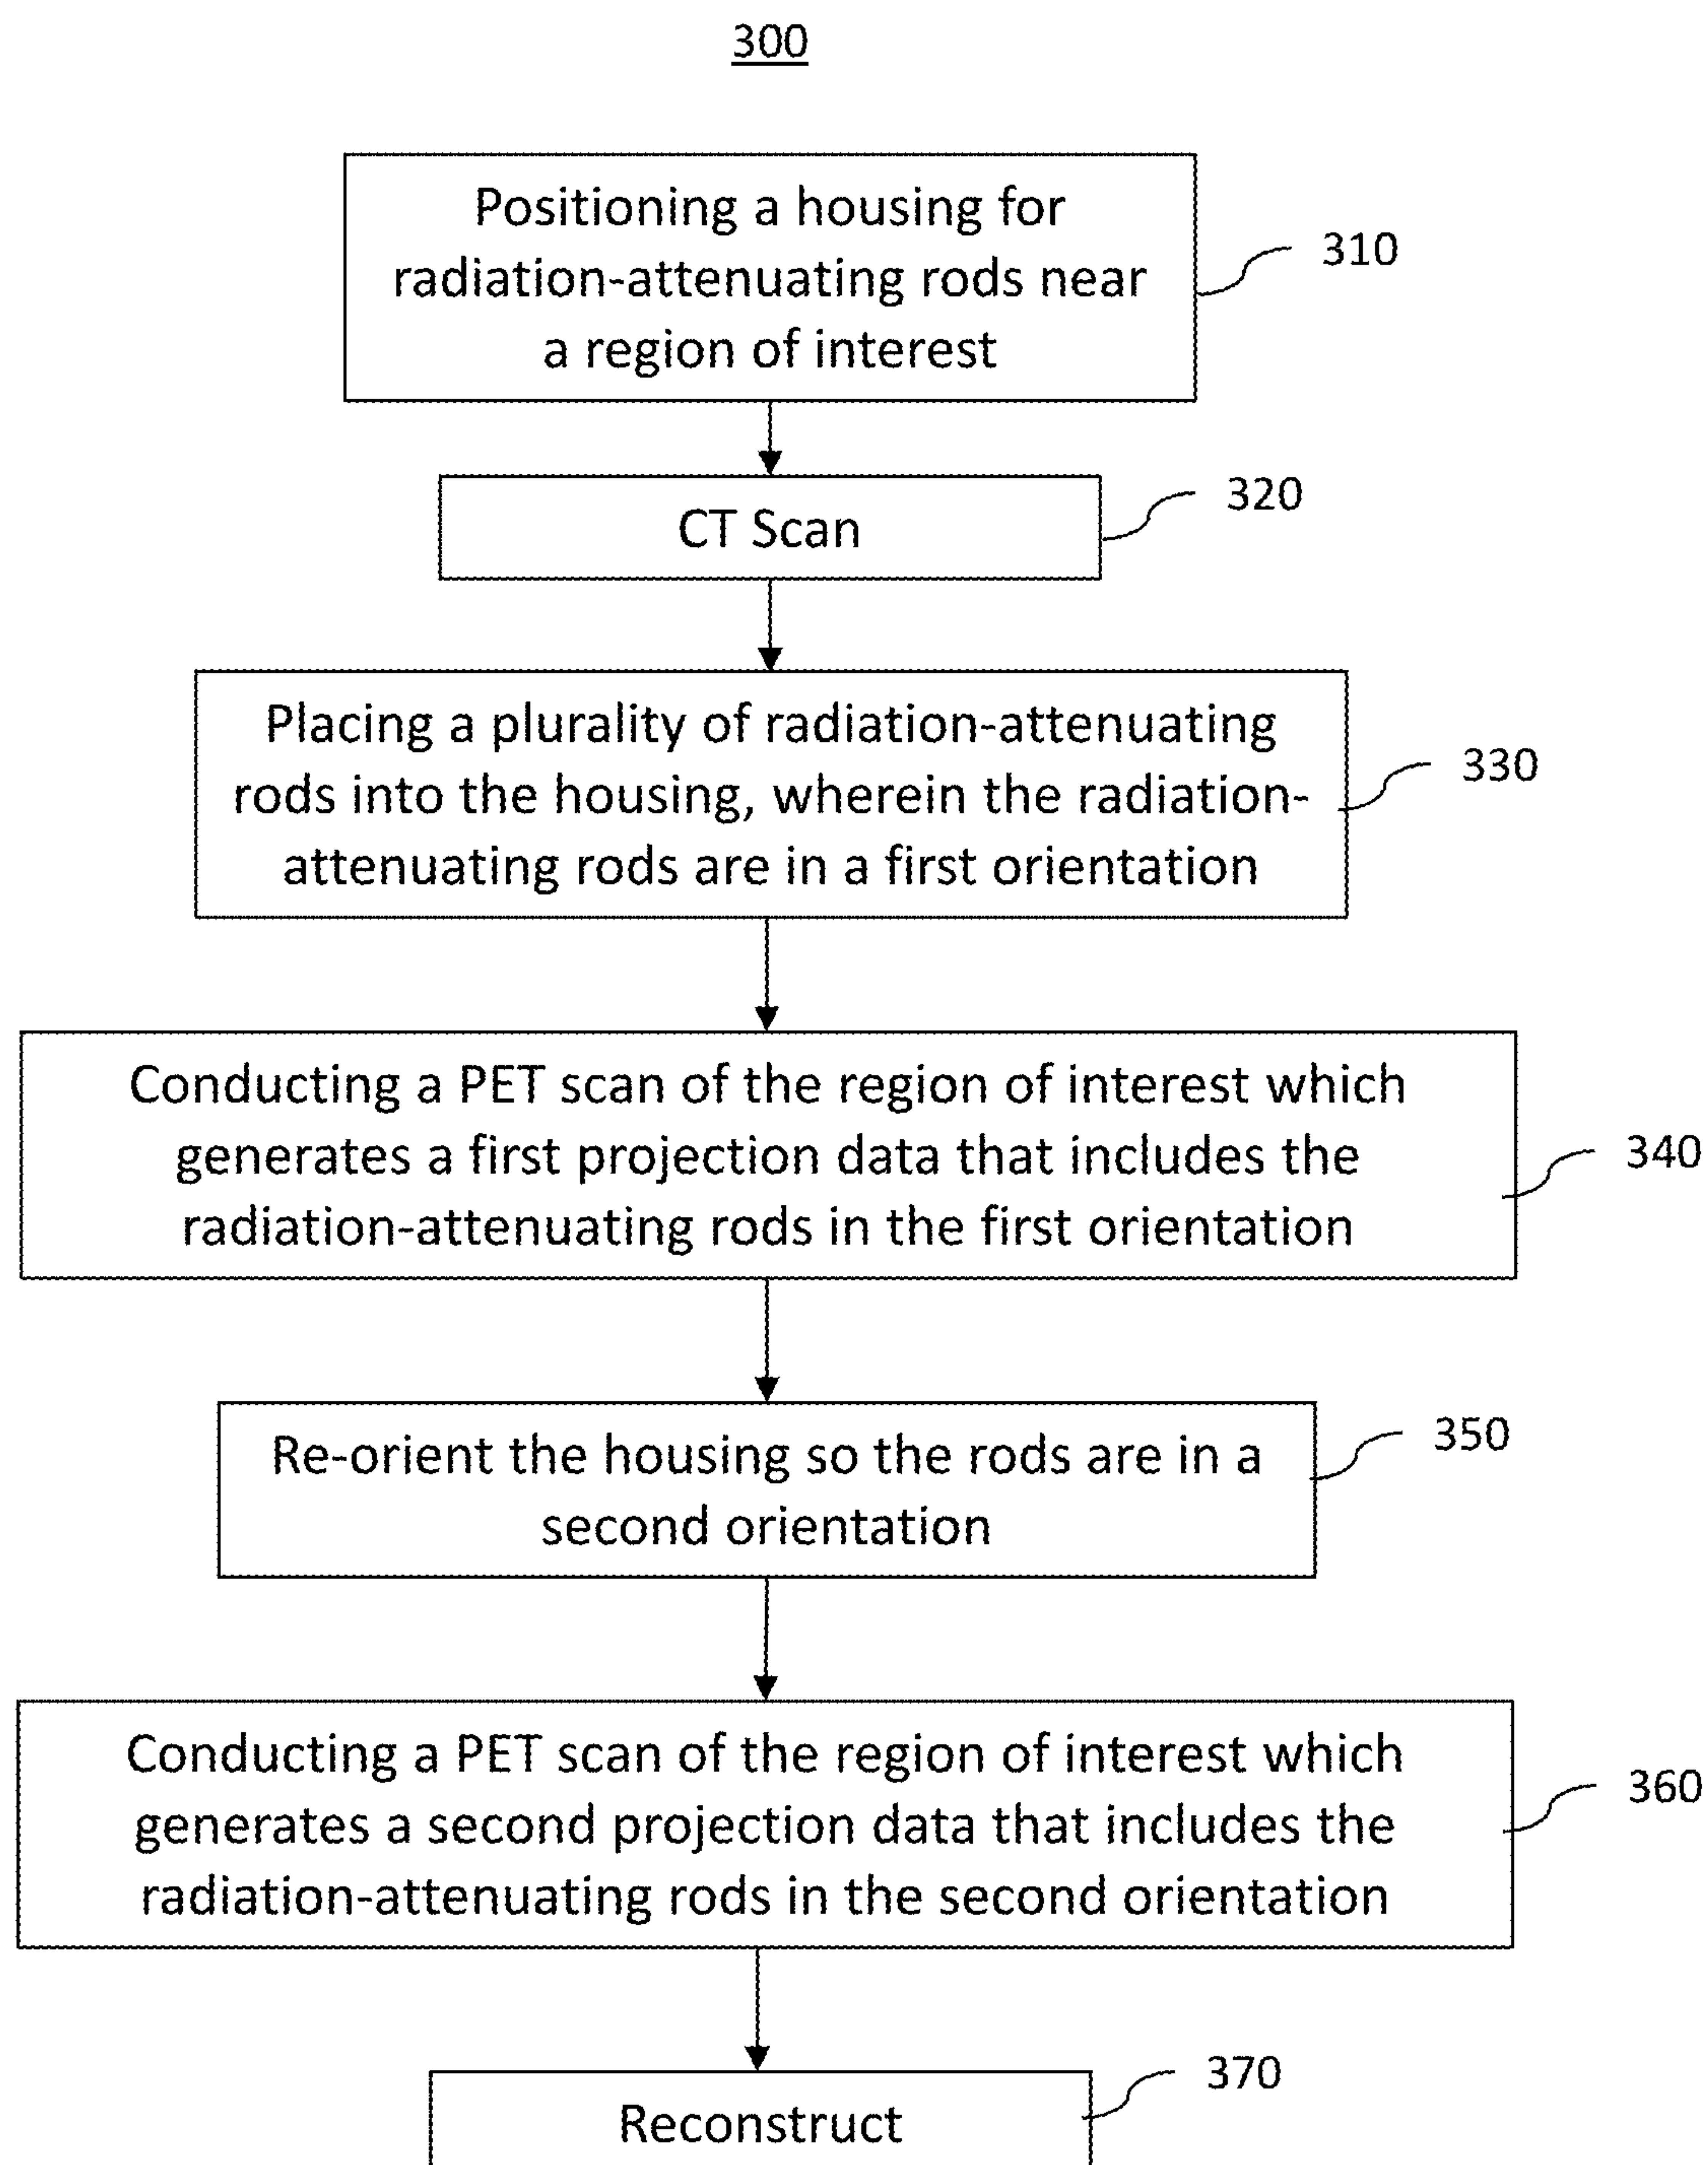 300
Positioning a housing for
radiation-attenuating rods near
a region of interest
310
CT Scan
320
Placing a plurality of radiation-attenuating
rods into the housing, wherein the radiation-
attenuating rods are in a first orientation
330
Conducting a PET scan of the region of interest which
generates a first projection data that includes the
radiation-attenuating rods in the first orientation
340
Re-orient the housing so the rods are in a
second orientation
350
Conducting a PET scan of the region of interest which
generates a second projection data that includes the
radiation-attenuating rods in the second orientation
360
Reconstruct
370